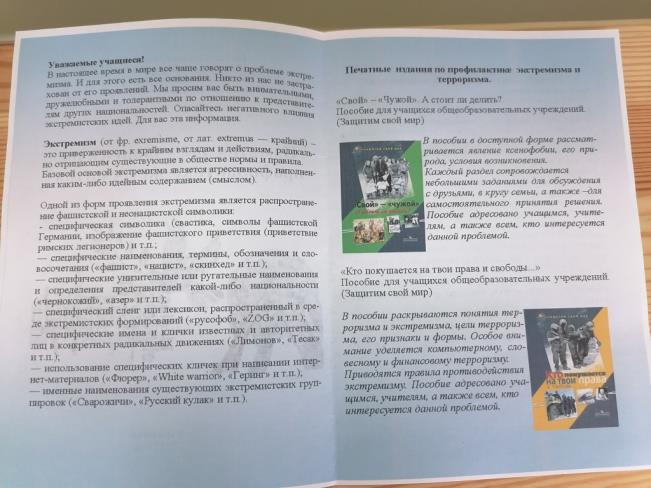 Уважаемые учащиеся!
В настоящее время в мире все чаще говорят о проблеме экстре-
мизма. И для этого есть все основания. Никто из нас не застра-
хован от его проявлений. Мы просим вас быть внимательными,
дружелюбными и толерантными по отношению к представите-
лям других национальностей. Опасайтесь негативного влияния
экстремистских идей. Для вас эта информация.
Экстремизм (от фр. exremisme, от лат. extremus — крайний) –
это приверженность к крайним взглядам и действиям, радикаль-
но отрицающим существующие в обществе нормы и правила.
Базовой основой экстремизма является агрессивность, наполнен-
ная каким-либо идейным содержанием (смыслом).
Одной из форм проявления экстремизма является распростране-
ние фашистской и неонацистской символики:
- специфическая символика (свастика, символы фашистской
Германии, изображение фашистского приветствия (приветствие
римских легионеров) и т.п.);
— специфические наименования, термины, обозначения и сло-
восочетания («фашист», «нацист», «скинхед» и т.п.);
— специфические уничижительные или ругательные наименования
и определения представителей какой-либо национальности
(«чернокожий», «азер» и т.п.);
— специфический сленг или лексикон, распространенный в сре-
де экстремистских формирований («русофоб», «ZOG» и т.п.);
— специфические имена и клички известных и авторитетных
лиц в конкретных радикальных движениях («Лимонов», «Тесак»
и т.п.);
— использование специфических кличек при написании интер-
нет-материалов («Фюрер», «White warrior», «Геринг» и т.п.);
— именные наименования существующих экстремистских груп-
пировок («Сварожичи», «Русский кулак» и т.п.).
Печатные издания по профилактике экстремизма и
терроризма.
«Свой» – «Чужой». А стоит ли делить?
Пособие для учащихся общеобразовательных учреждений.
(Защитим свой мир)
«Свой» - «чужой»
В пособии в доступной форме рассмат-
ривается явление ксенофобии, его при-
рода, условия возникновения.
Каждый раздел сопровождается
небольшими заданиями для обсуждения
с друзьями, в кругу семьи, а также –для
самостоятельного принятия решения.
Пособие адресовано учащимся, учите-
лям, а также всем, кто интересуется
данной проблемой.
«Кто покушается на твои права и свободы...»
Пособие для учащихся общеобразовательных учреждений.
(Защитим свой мир)
В пособии раскрываются понятия тер-
роризма и экстремизма, цели террориз-
ма, его признаки и формы. Особое вни-
мание уделяется компьютерному, сло-
весному и финансовому терроризму.
Приводятся правила противодействия
экстремизму. Пособие адресовано уча-
щимся, учителям, а также всем, кто
интересуется данной проблемой.
КТО покушается
на твои права